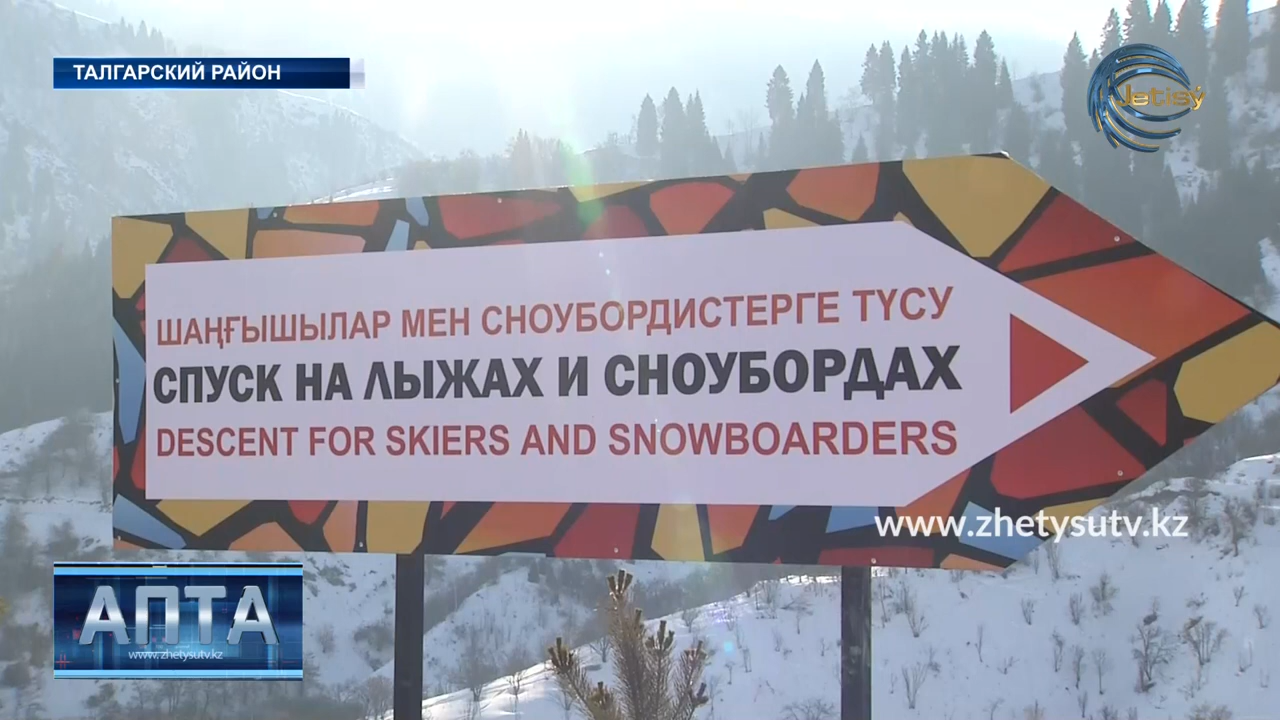 ТАЛГАРСКИЙ РАЙОН
Jetisý
ШАҢҒЫШЫЛАР МЕН СНОУБОРДИСТЕРГЕ ТҮСУ
СПУСК НА ЛЫЖАХ И СНОУБОРДАХ
DESCENT FOR SKIERS AND SNOWBOARDERS
www.zhetysutv.kz
АПТА
www.zhetysutv.kz